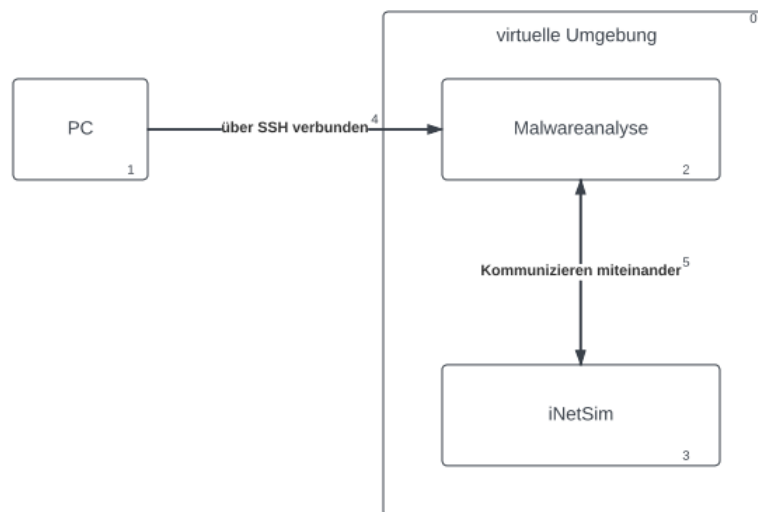 0
virtuelle Umgebung
PC
1
über SSH verbunden 4
Malwareanalyse
2
Kommunizieren miteinander 5
iNetSim
3